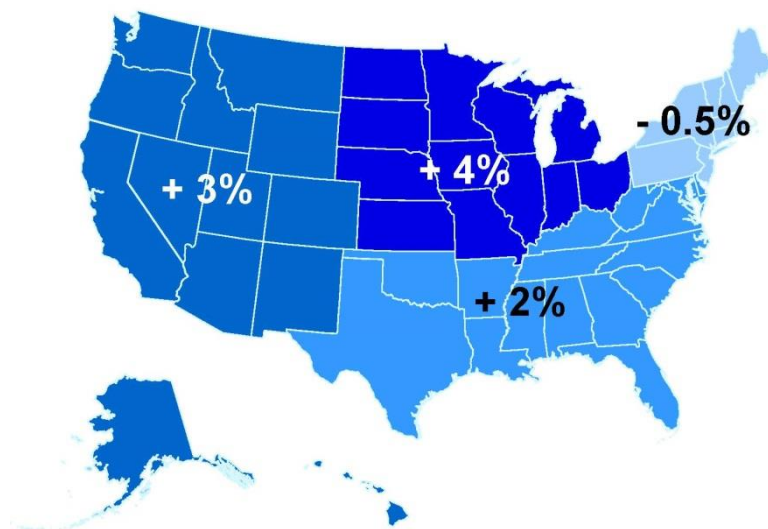 - 0.5%
+ 3%
+ 4%
+ 2%